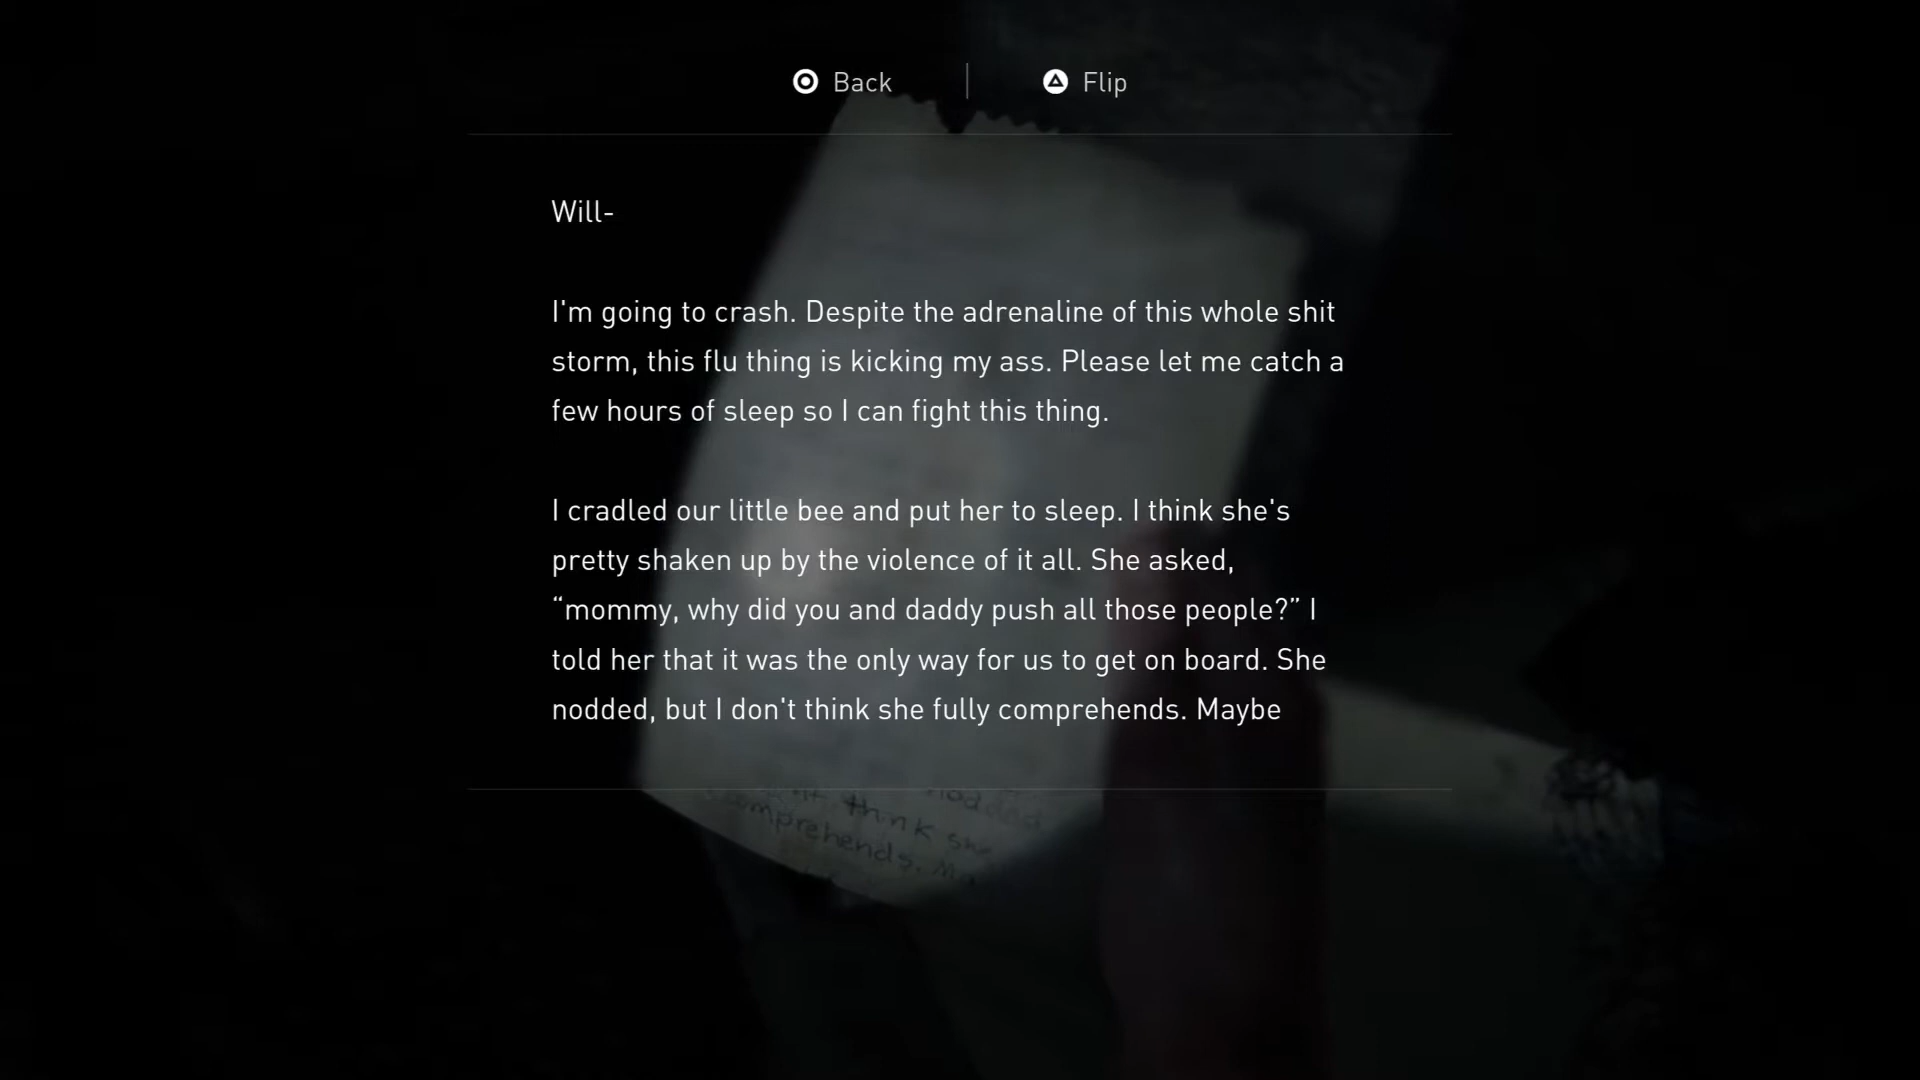 Back
Flip
Will-
I'm going to crash. Despite the adrenaline of this whole shit
storm, this flu thing is kicking my ass. Please let me catch a
few hours of sleep so I can fight this thing.
I cradled our little bee and put her to sleep. I think she's
pretty shaken up by the violence of it all. She asked,
“mommy, why did you and daddy push all those people?” I
told her that it was the only way for us to get on board. She
nodded, but I don't think she fully comprehends. Maybe
nodded
think she
comprehends.